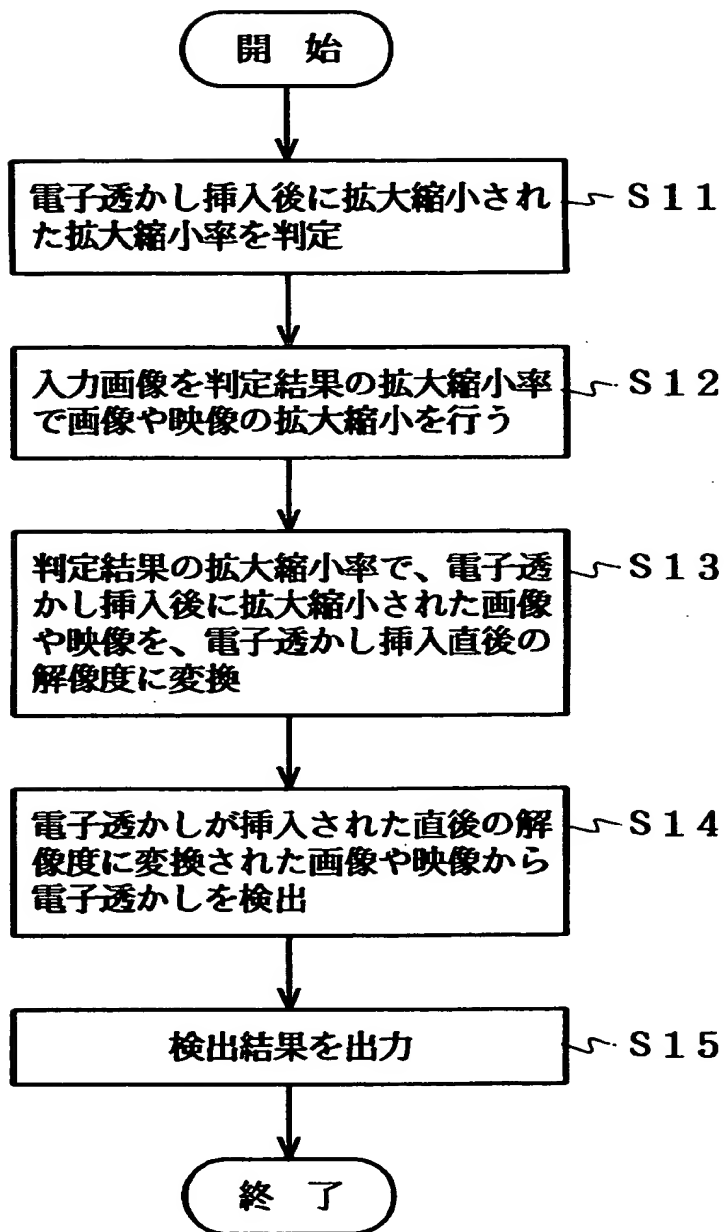 開 始
電子透かし挿入後に拡大縮小され
た拡大縮小率を判定
S11
入力画像を判定結果の拡大縮小率
で画像や映像の拡大縮小を行う
S12
判定結果の拡大縮小率で、電子透
かし挿入後に拡大縮小された画像
や映像を、電子透かし挿入直後の
解像度に変換
S13
電子透かしが挿入された直後の解
像度に変換された画像や映像から
電子透かしを検出
S14
検出結果を出力
S15
終 了